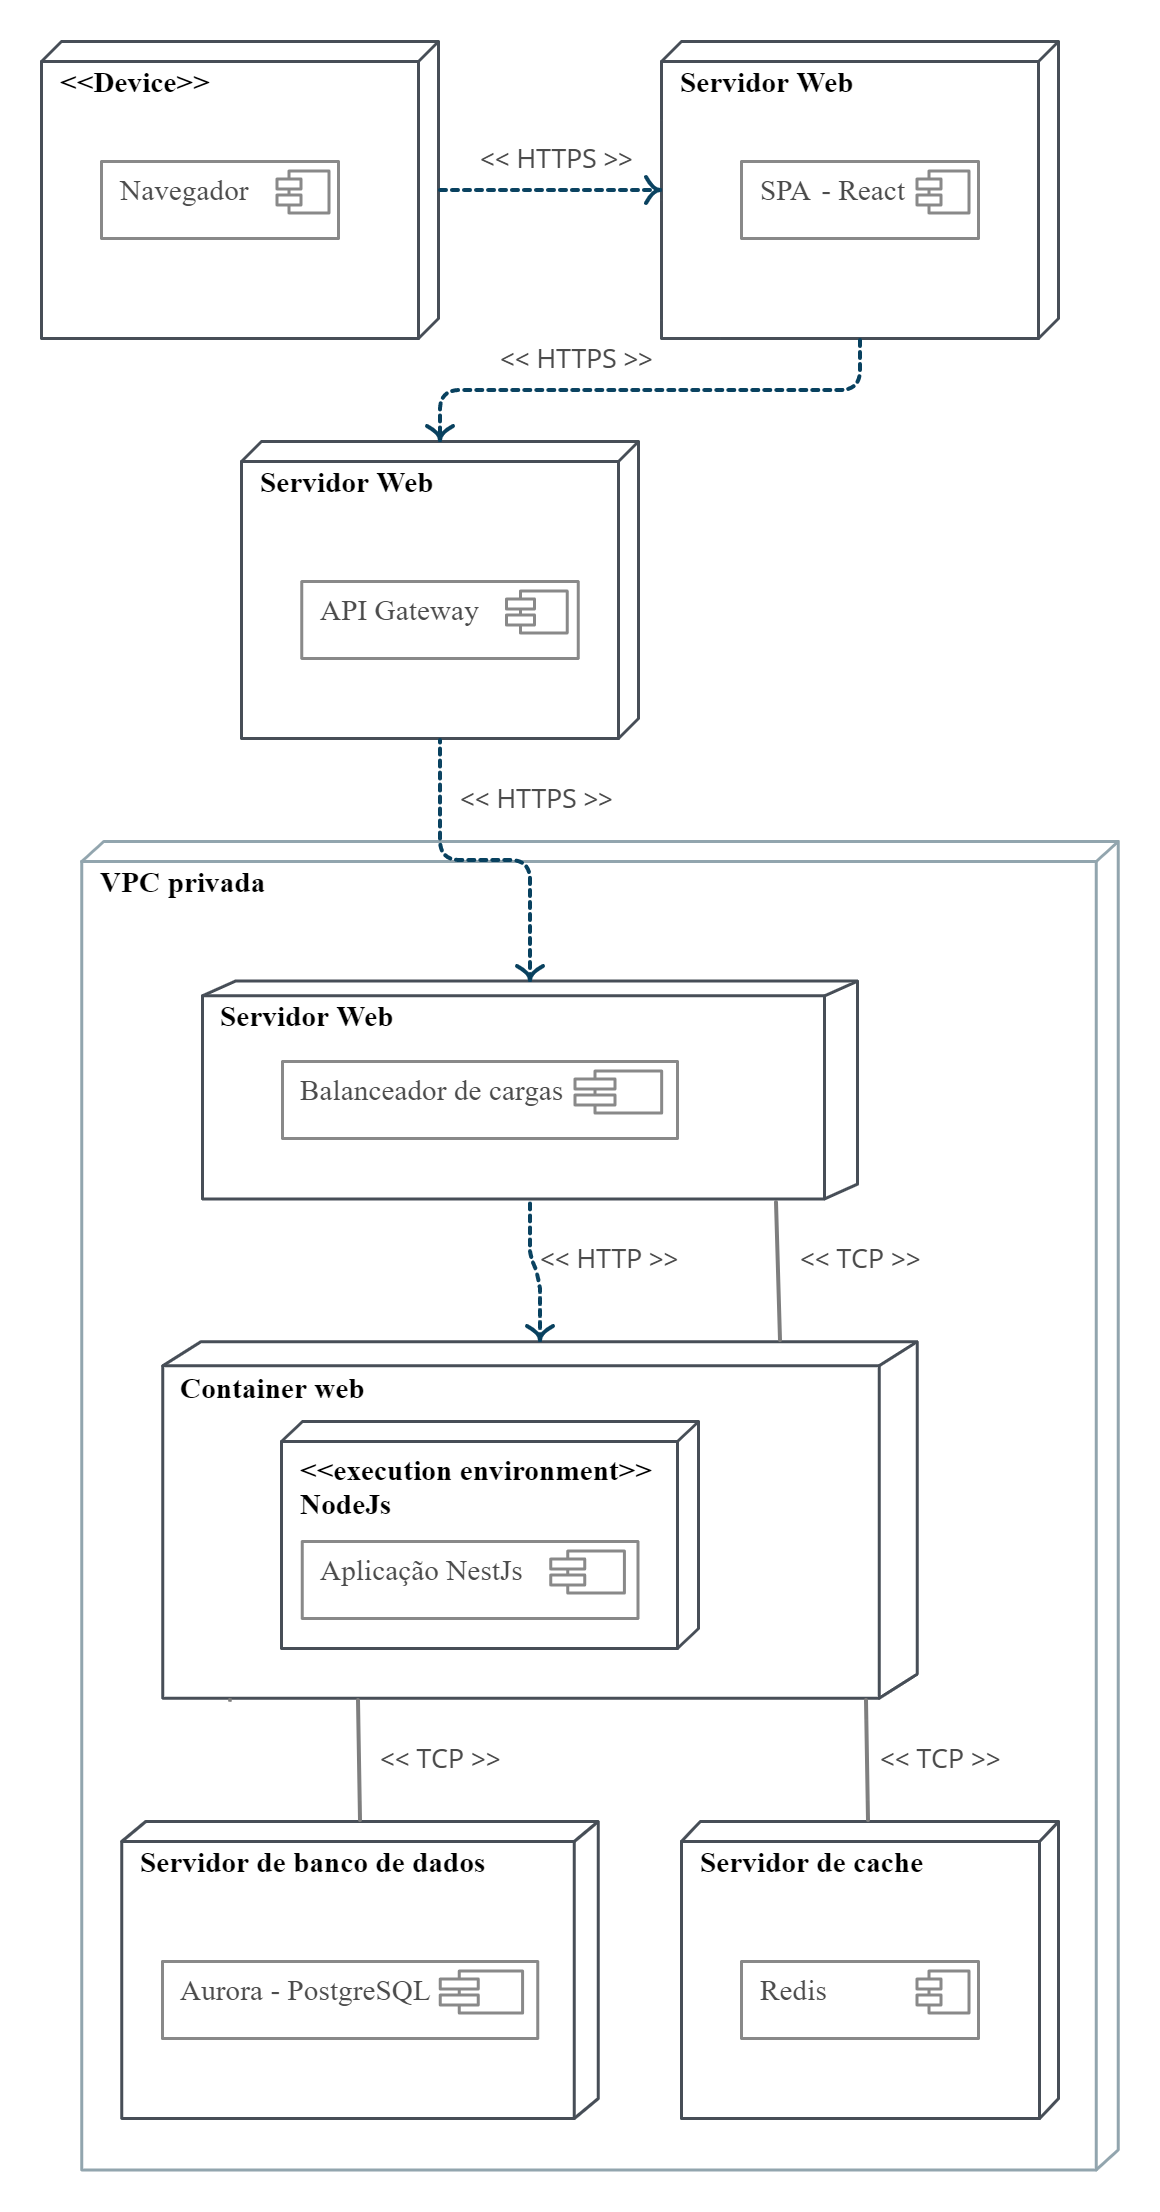 <<Device>>
Navegador
<< HTTPS >>
Servidor Web
SPA - React
<< HTTPS >>
Servidor Web
API Gateway
<< HTTPS >>
VPC privada
Servidor Web
Balanceador de cargas
<< HTTP >>
<< TCP >>
Container web
<<execution environment>>
NodeJs
Aplicação NestJs
<< TCP >>
<< TCP >>
Servidor de banco de dados
Aurora - PostgreSQL
Servidor de cache
Redis